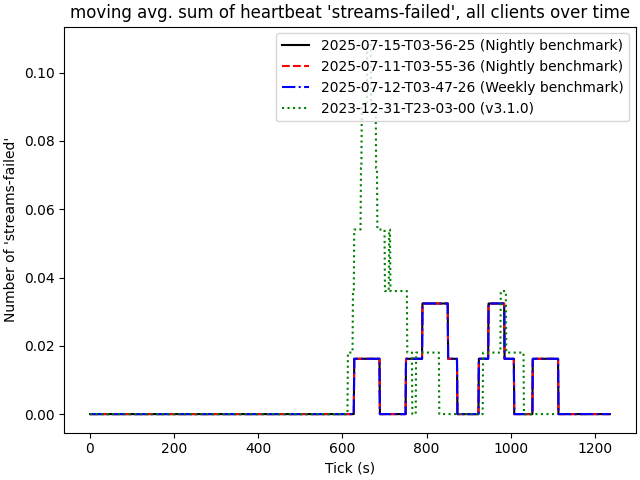 moving avg. sum of heartbeat 'streams-failed', all clients over time
2025-07-15-T03-56-25 (Nightly benchmark)
2025-07-11-T03-55-36 (Nightly benchmark)
2025-07-12-T03-47-26 (Weekly benchmark)
2023-12-31-T23-03-00 (v3.1.0)
Number of 'streams-failed'
0.10
0.08
0.06
0.04
0.02
0.00
0 200 400 600 800 1000 1200
Tick (s)